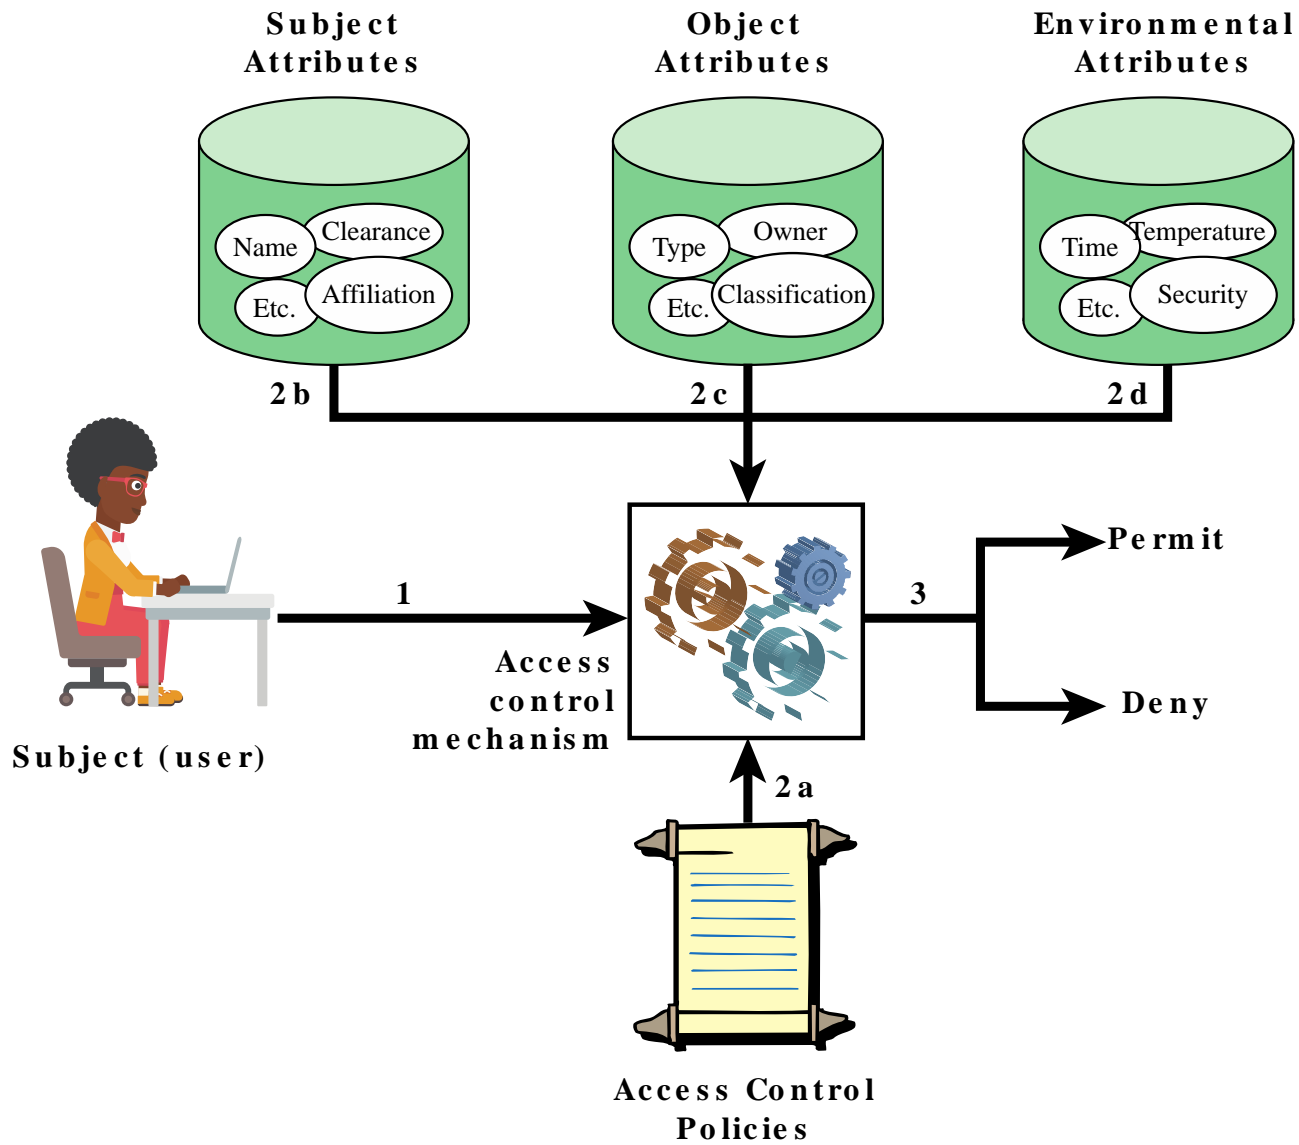 Subject
Attributes
Object
Attributes
Environmental
Attributes
Name
Clearance
Etc.
Affiliation
Type
Owner
Etc.
Classification
Time
Temperature
Etc.
Security
2b
2c
2d
1
3
Permit
Deny
Access
control
mechanism
Subject (user)
2a
Access Control
Policies